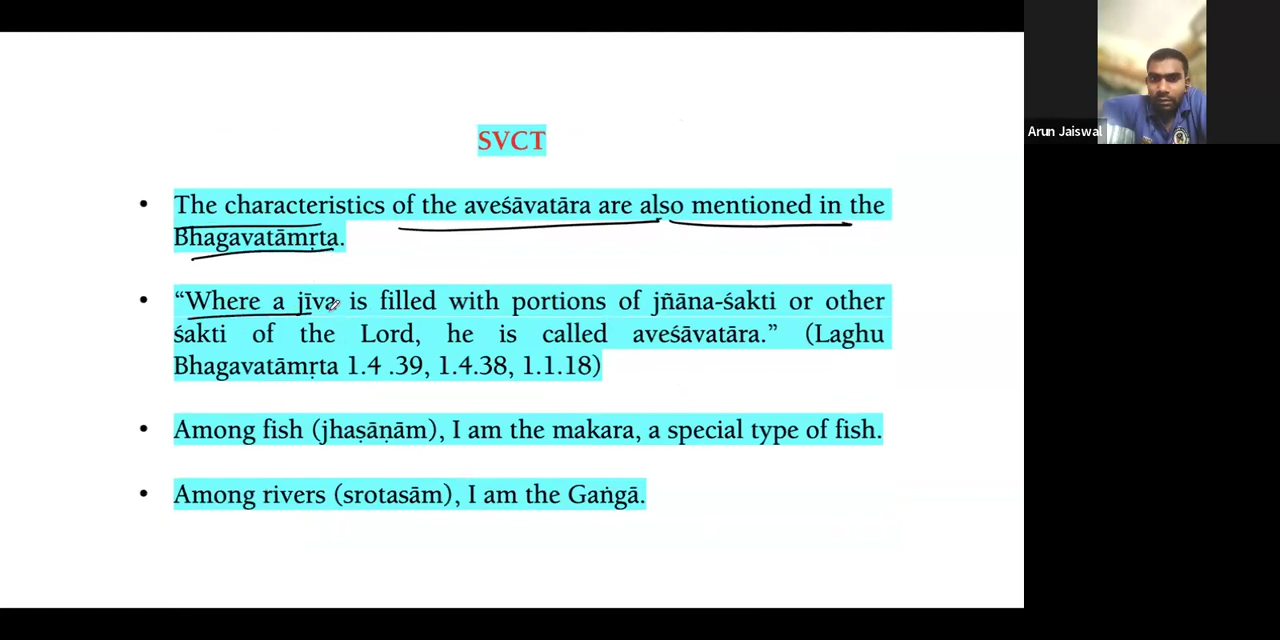 SVCT
• The characteristics of the aveśāvatāra are also mentioned in the
Bhagavatāmṛta.
• “Where a jīva is filled with portions of jñāna-śakti or other
śakti of the Lord, he is called aveśāvatāra.” (Laghu
Bhagavatāmṛta 1.4 .39, 1.4.38, 1.1.18)
• Among fish (jhaṣāṇām), I am the makara, a special type of fish.
• Among rivers (srotasām), I am the Gaṅgā.
Arun Jaiswal